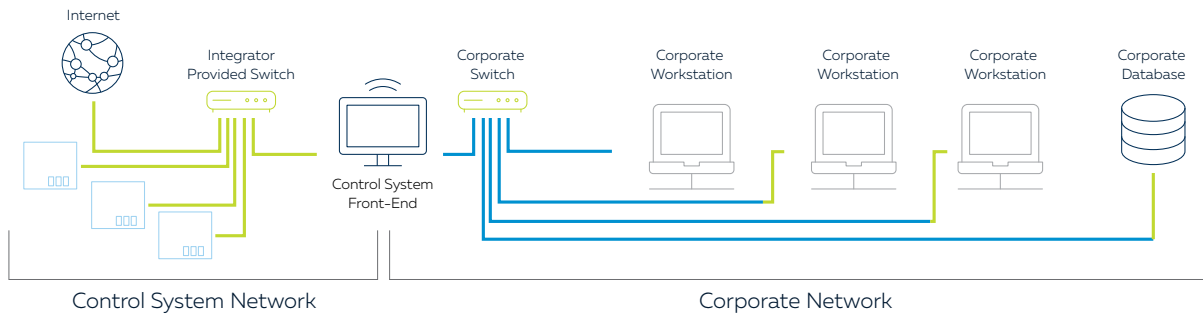 Internet
Integrator
Provided Switch
Control System
Front-End
Corporate
Switch
Corporate
Workstation
Corporate
Workstation
Corporate
Workstation
Corporate
Database
Control System Network
Corporate Network